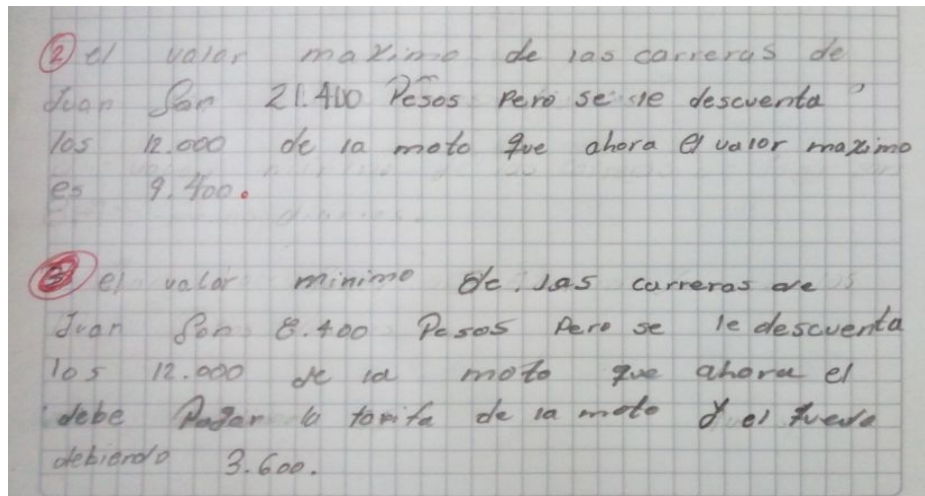 ② el valor maximo de las carreras de
Juan Son 21.400 Pesos Pero se le descuenta
los 12.000 de la moto que ahora el valor maximo
es 9.400.
③ el valor minimo de las carreras de
Juan Son 8.400 Pesos Pero se le descuenta
los 12.000 de la moto que ahora el
debe Pagar la tarifa de la moto y el queda
debiendo 3.600.